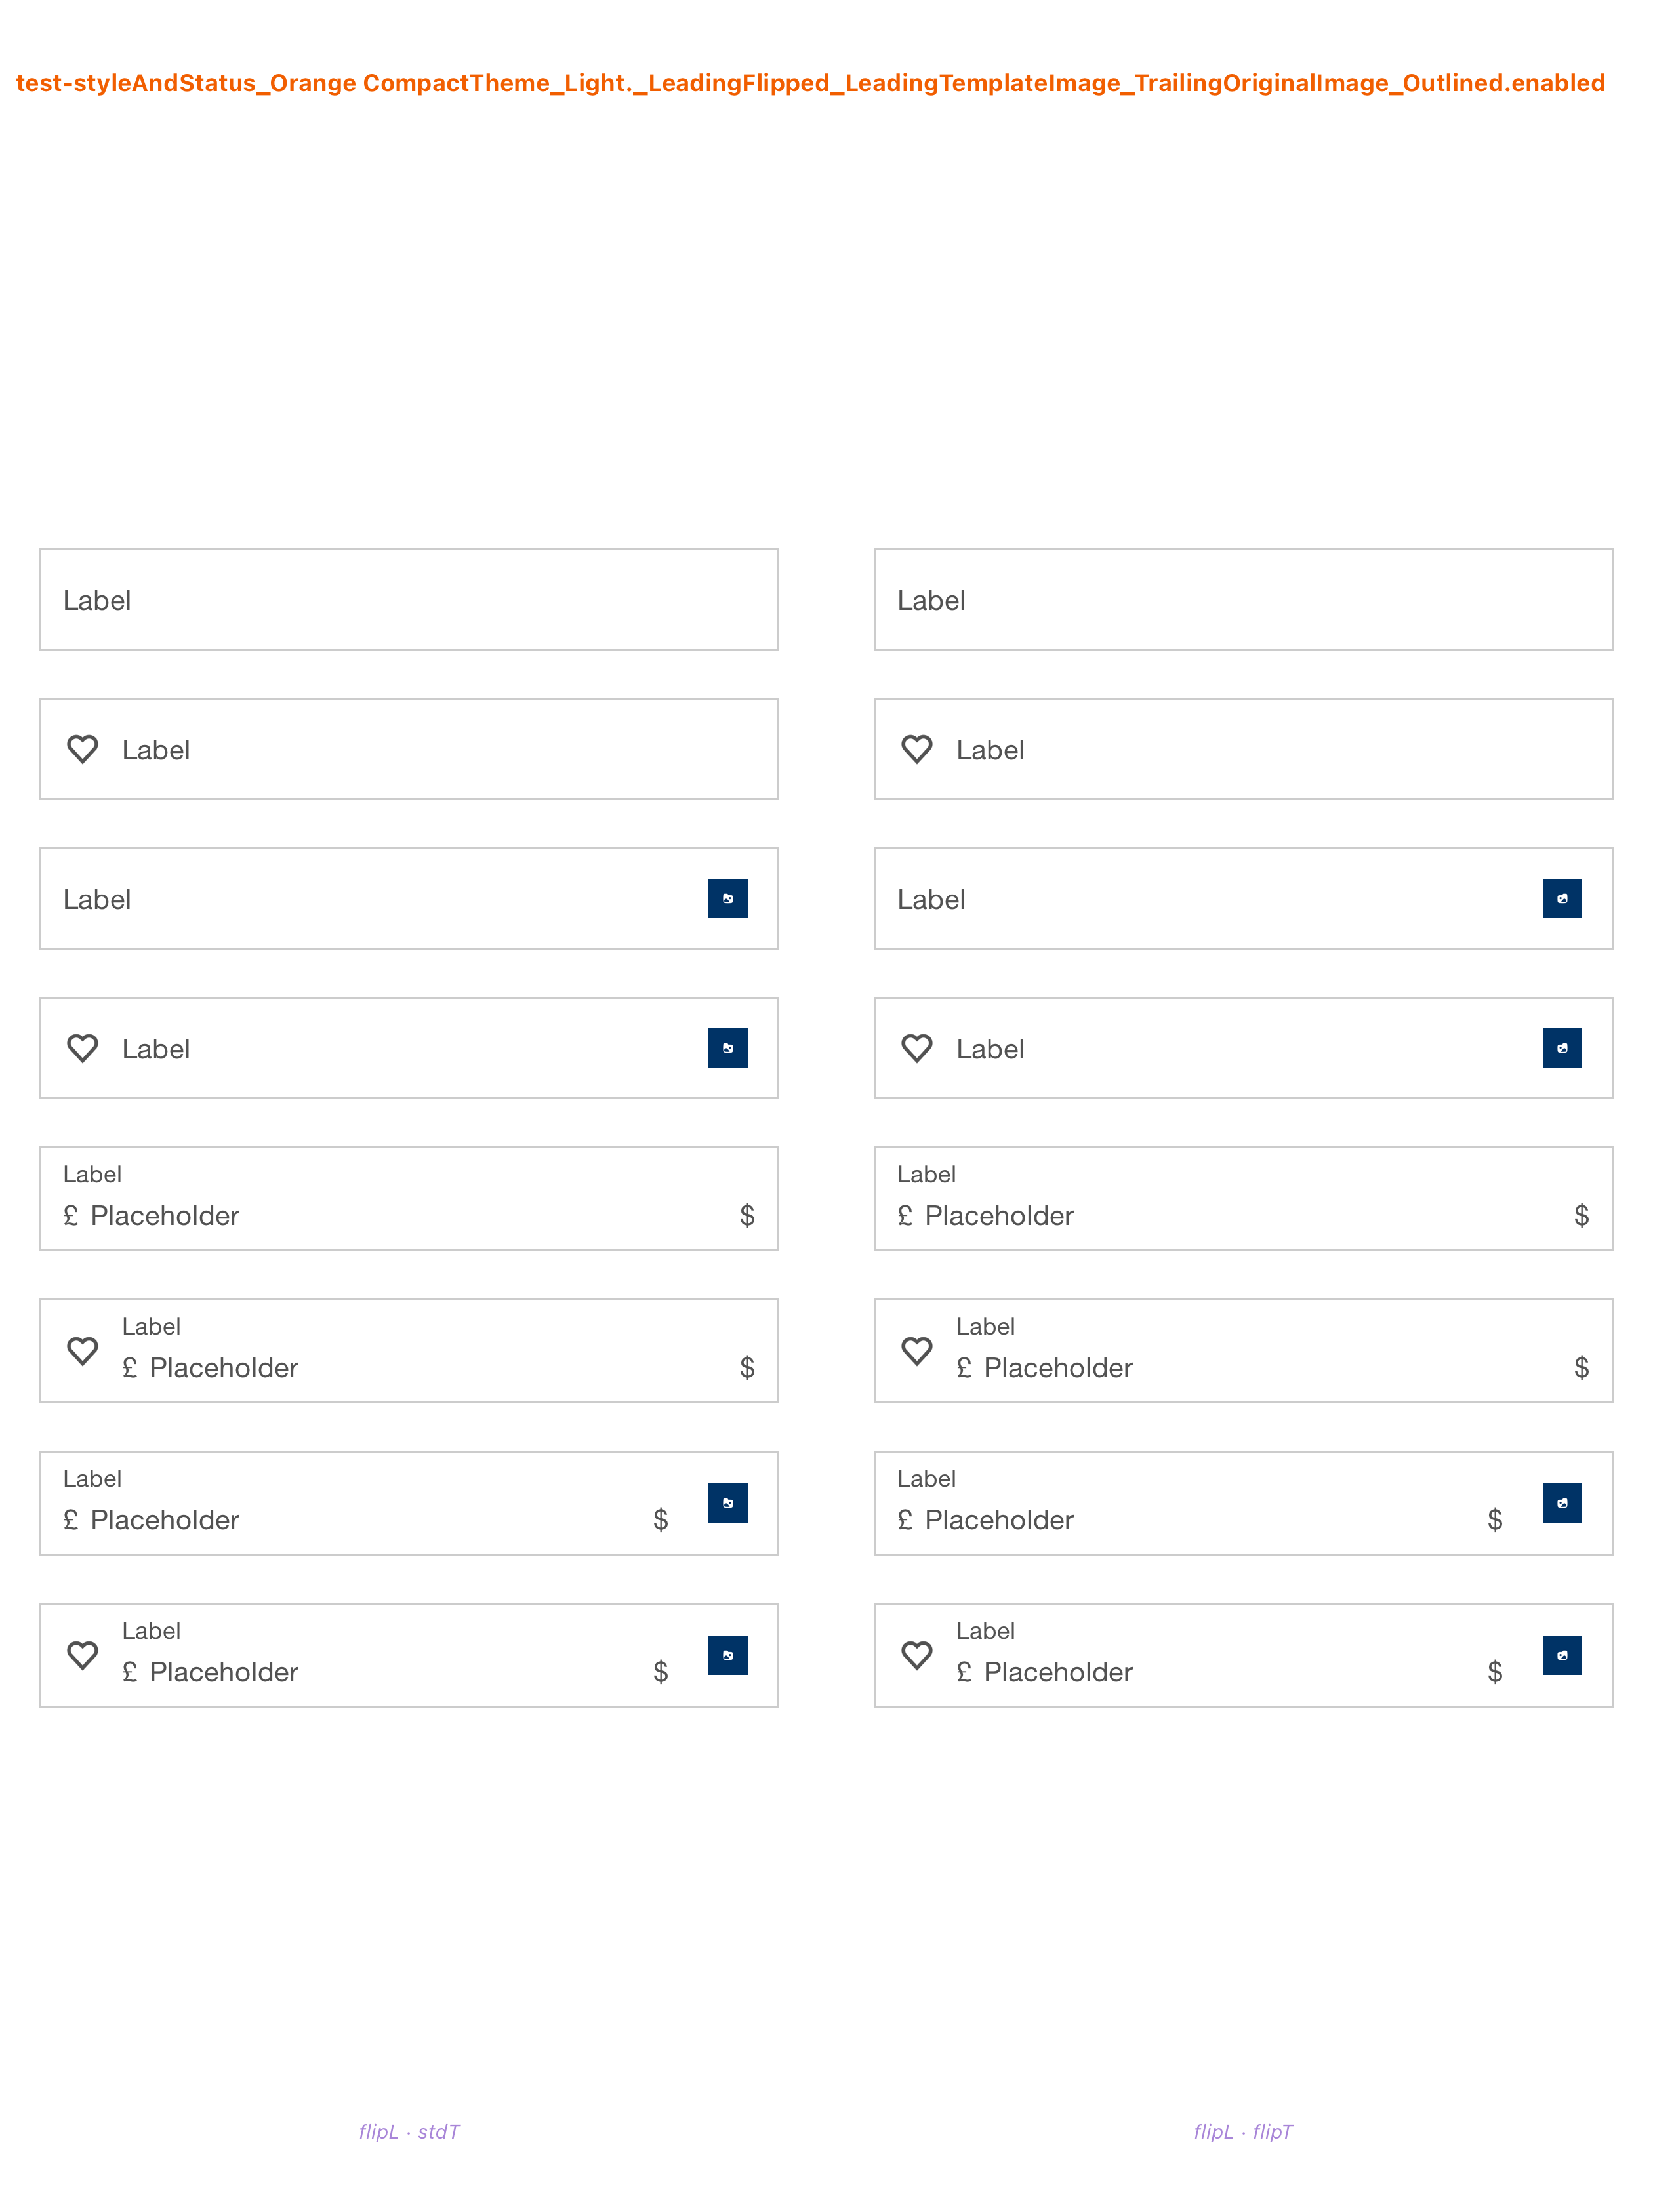 test-styleAndStatus_Orange CompactTheme_Light._LeadingFlipped_LeadingTemplateImage_TrailingOriginalImage_Outlined.enabled
Label
Label
Label
Label
Label
Label
Label
Label
Label
Label
£ Placeholder $
£ Placeholder $
Label
Label
£ Placeholder $
£ Placeholder $
Label
Label
£ Placeholder $
£ Placeholder $
Label
Label
£ Placeholder $
£ Placeholder $
flipL · stdT
flipL · flipT